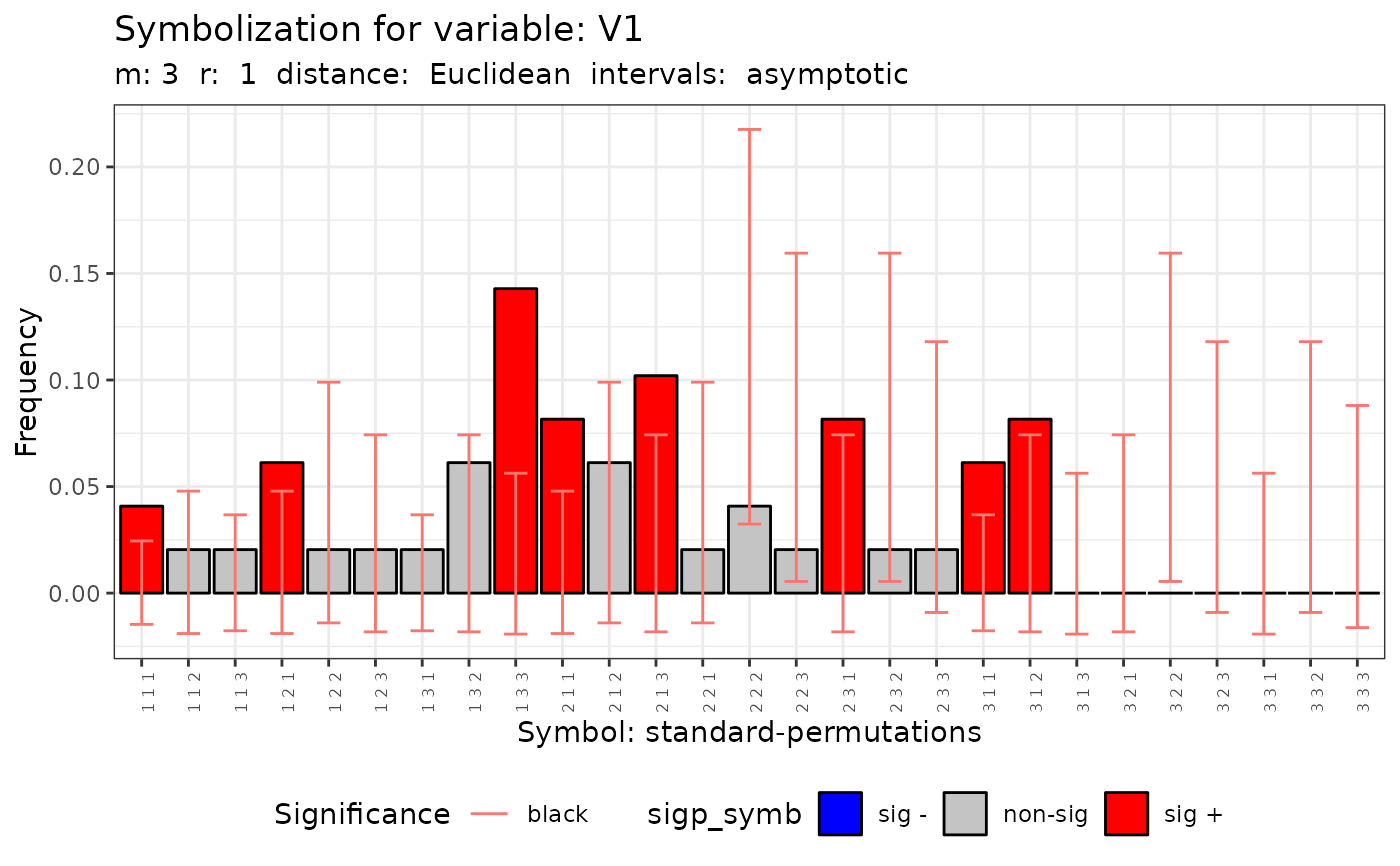 Symbolization for variable: V1
m: 3 r: 1 distance: Euclidean intervals: asymptotic
Frequency
0.20
0.15
0.10
0.05
0.00
1 1 1
1 1 2
1 1 3
1 2 1
1 2 2
1 2 3
1 3 1
1 3 2
1 3 3
2 1 1
2 1 2
2 1 3
2 2 1
2 2 2
2 2 3
2 3 1
2 3 2
2 3 3
3 1 1
3 1 2
3 1 3
3 2 1
3 2 2
3 2 3
3 3 1
3 3 2
3 3 3
Symbol: standard-permutations
Significance black sigp_symb sig - non-sig sig +